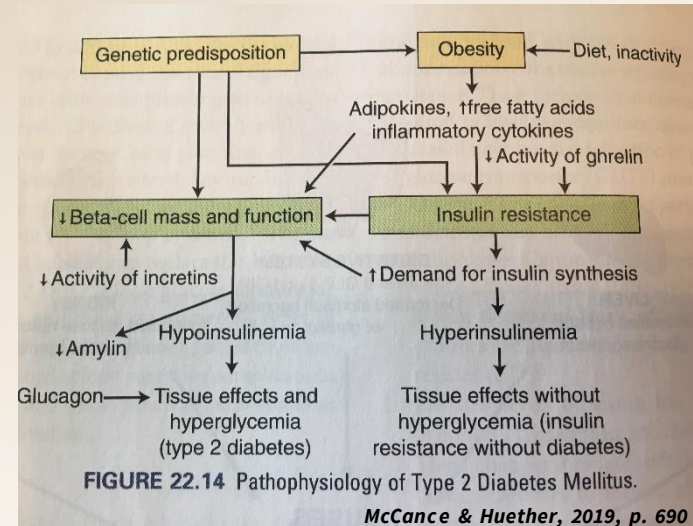 Genetic predisposition
Obesity
Diet, inactivity
Adipokines, ↑free fatty acids
inflammatory cytokines
↓Activity of ghrelin
↓Beta-cell mass and function
Insulin resistance
↓Activity of incretins
↑Demand for insulin synthesis
↓Amylin
Hypoinsulinemia
Hyperinsulinemia
Glucagon
Tissue effects and
hyperglycemia
(type 2 diabetes)
Tissue effects without
hyperglycemia (insulin
resistance without diabetes)
FIGURE 22.14 Pathophysiology of Type 2 Diabetes Mellitus.
McCance & Huether, 2019, p. 690